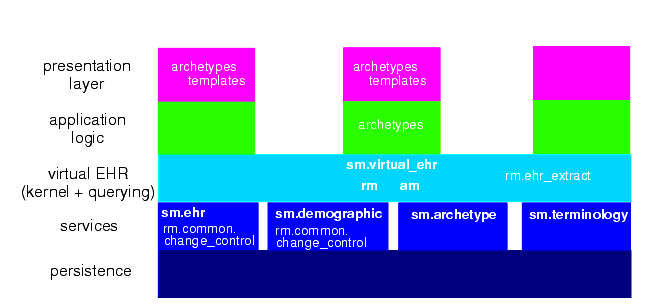 presentation
layer
archetypes
templates
archetypes
templates
application
logic
archetypes
virtual EHR
(kernel + querying)
sm.virtual_ehr
rm am
rm.ehr_extract
services
sm.ehr
rm.common.
change_control
sm.demographic
rm.common.
change_control
sm.archetype
sm.terminology
persistence